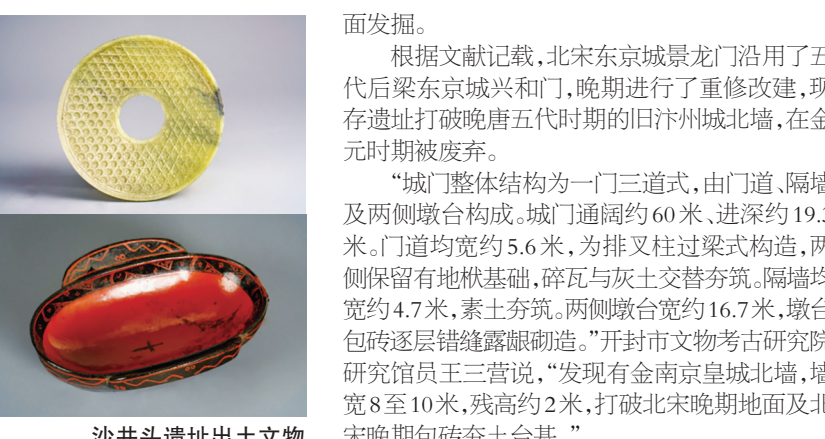 面发掘。
根据文献记载,北宋东京城景龙门沿用了五
代后梁东京城兴和门,晚期进行了重修改建,现
存遗址打破晚唐五代时期的旧汴州城北墙,在金
元时期被废弃。
“城门整体结构为一门三道式,由门道、隔墙
及两侧墩台构成。城门通阔约60米、进深约19.3
米。门道均宽约5.6米,为排叉柱过梁式构造,两
侧保留有地栿基础,碎瓦与灰土交替夯筑。隔墙均
宽约4.7米,素土夯筑。两侧墩台宽约16.7米,墩台
包砖逐层错缝露龈砌造。”开封市文物考古研究院
研究馆员王三营说,“发现有金南京皇城北墙,墙
宽8至10米,残高约2米,打破北宋晚期地面及北
宋晚期包砖夯土台基。”
沙井头遗址出土文物